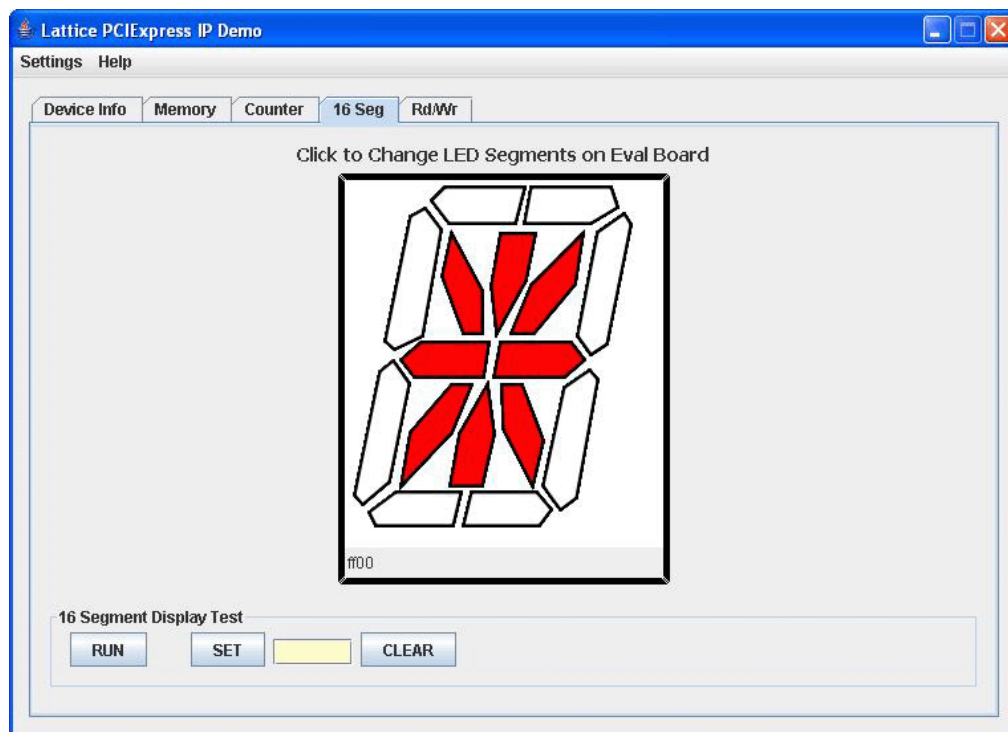 Lattice PCIExpress IP Demo
Settings Help
Device Info Memory Counter 16 Seg Rd/Wr
Click to Change LED Segments on Eval Board
ff00
16 Segment Display Test
RUN SET CLEAR